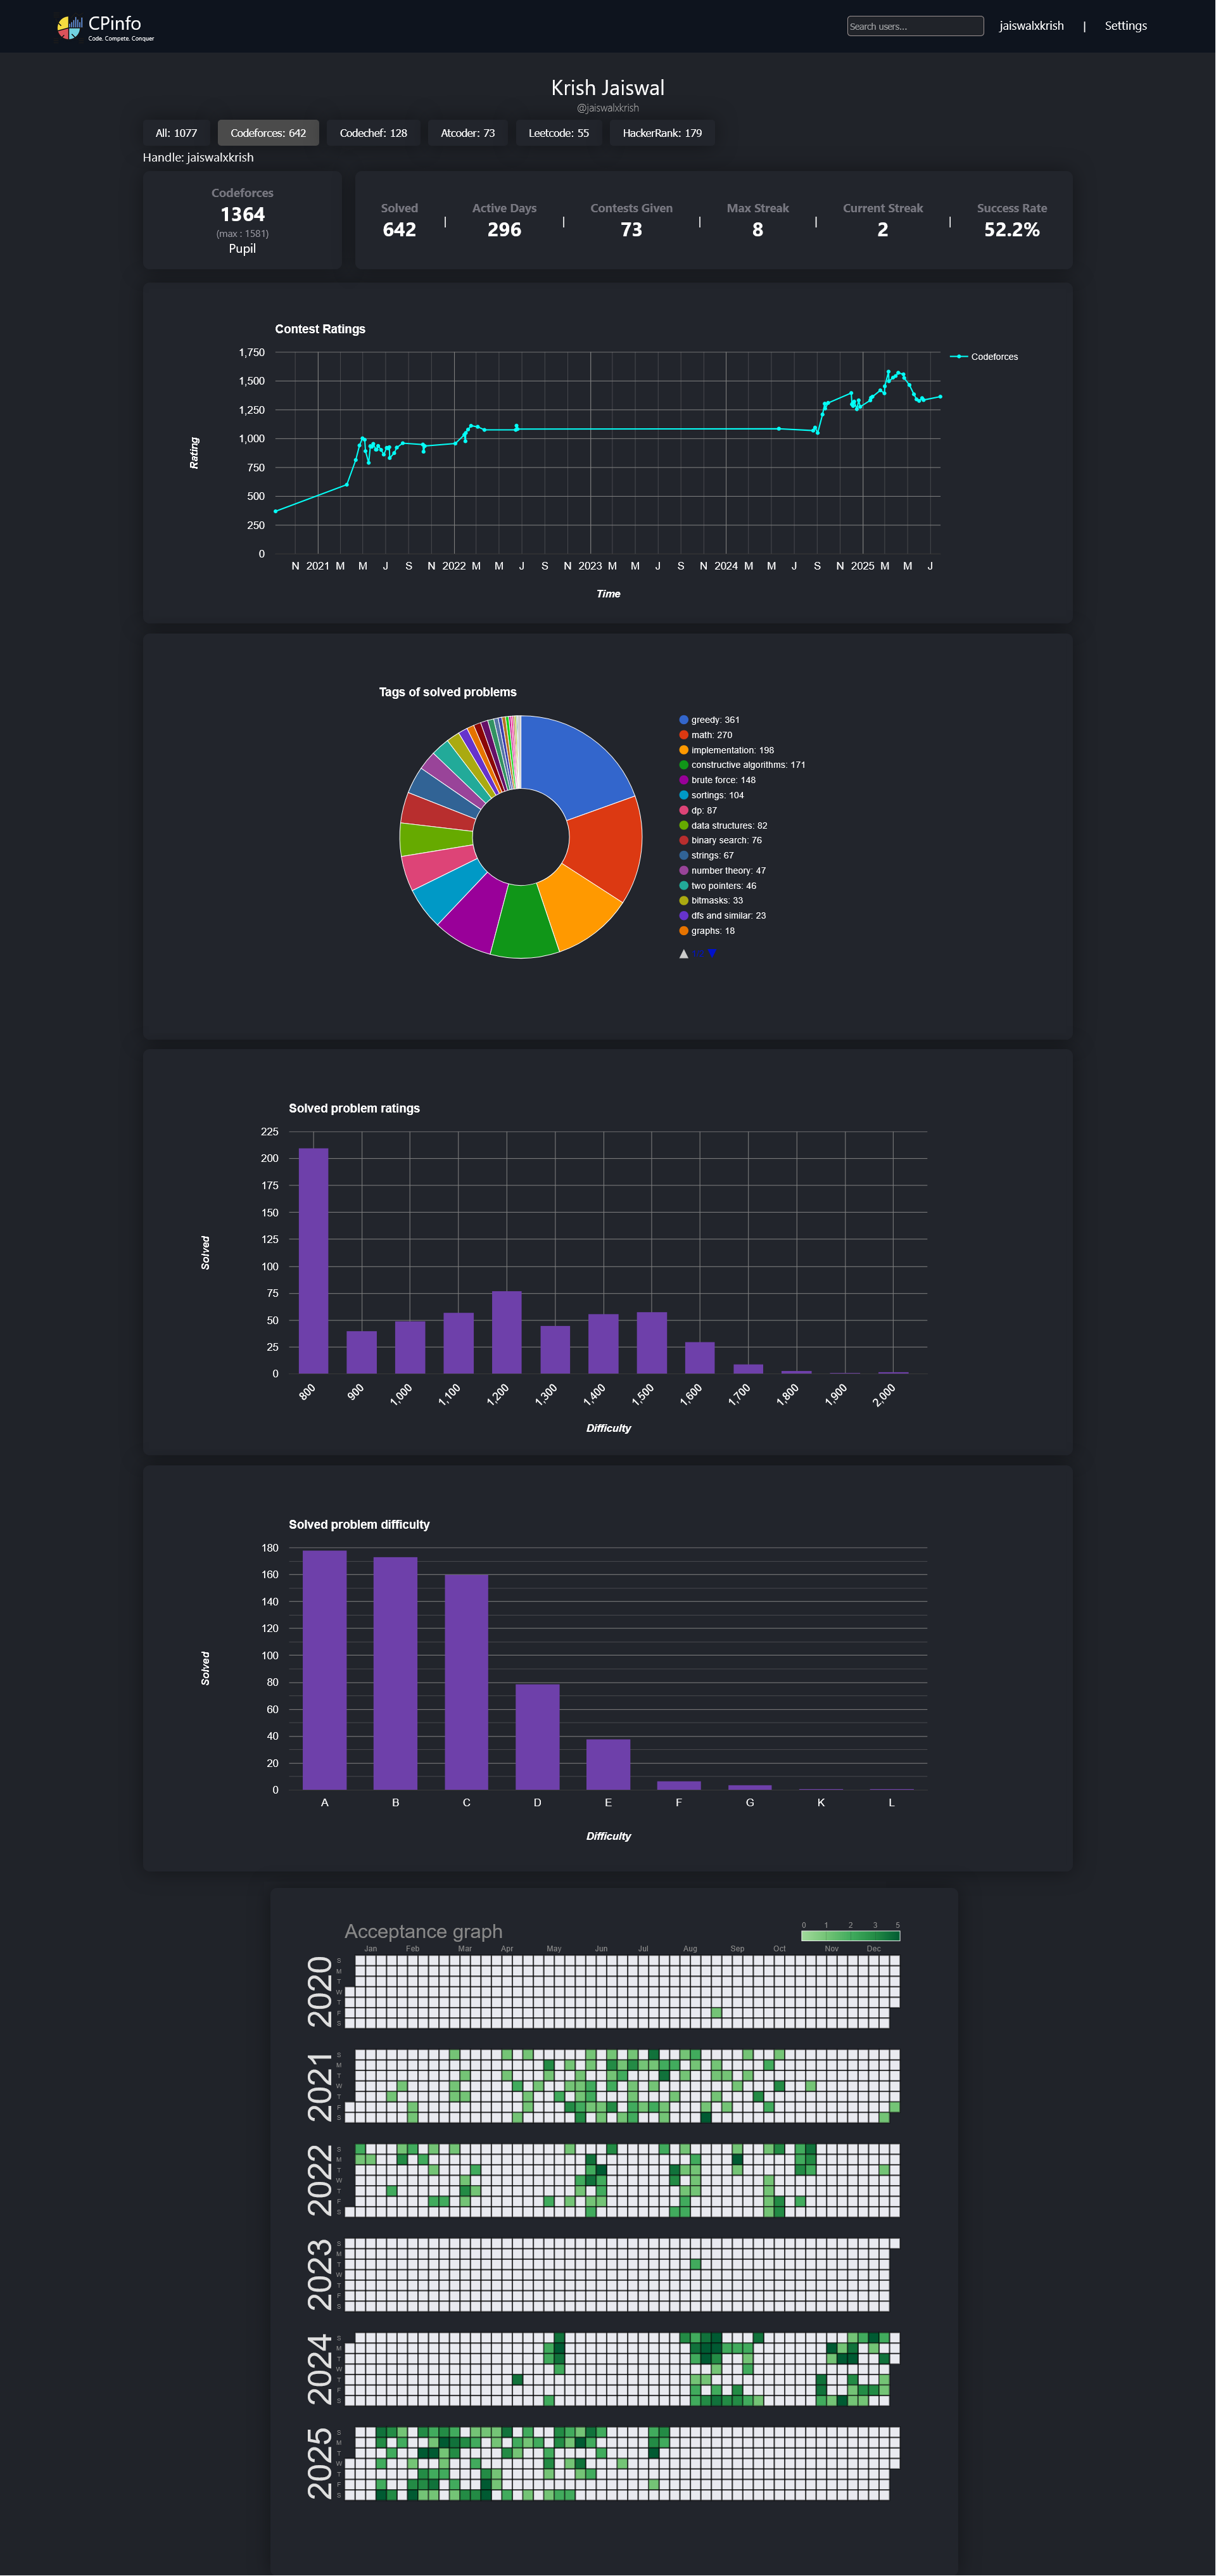 CPinfo
Code. Compete. Conquer
Search users...
jaiswalxkrish | Settings
Krish Jaiswal
@jaiswalxkrish
All: 1077 Codeforces: 642 Codechef: 128 Atcoder: 73 Leetcode: 55 HackerRank: 179
Handle: jaiswalxkrish
Codeforces
1364
(max : 1581)
Pupil
Solved | Active Days | Contests Given | Max Streak | Current Streak | Success Rate
642 296 73 8 2 52.2%
Contest Ratings
Codeforces
1,750
1,500
1,250
1,000
750
500
250
0
Rating
N 2021 M M J S N 2022 M M J S N 2023 M M J S N 2024 M M J S N 2025 M M J
Time
Tags of solved problems
greedy: 361
math: 270
implementation: 198
constructive algorithms: 171
brute force: 148
sortings: 104
dp: 87
data structures: 82
binary search: 76
strings: 67
number theory: 47
two pointers: 46
bitmasks: 33
dfs and similar: 23
graphs: 18
Solved problem ratings
225
200
175
150
125
100
75
50
25
0
Solved
800 900 1,000 1,100 1,200 1,300 1,400 1,500 1,600 1,700 1,800 1,900 2,000
Difficulty
Solved problem difficulty
180
160
140
120
100
80
60
40
20
0
Solved
A B C D E F G K L
Difficulty
Acceptance graph
0 1 2 3 5
Jan Feb Mar Apr May Jun Jul Aug Sep Oct Nov Dec
2020
S
M
T
W
T
F
S
2021
S
M
T
W
T
F
S
2022
S
M
T
W
T
F
S
2023
S
M
T
W
T
F
S
2024
S
M
T
W
T
F
S
2025
S
M
T
W
T
F
S